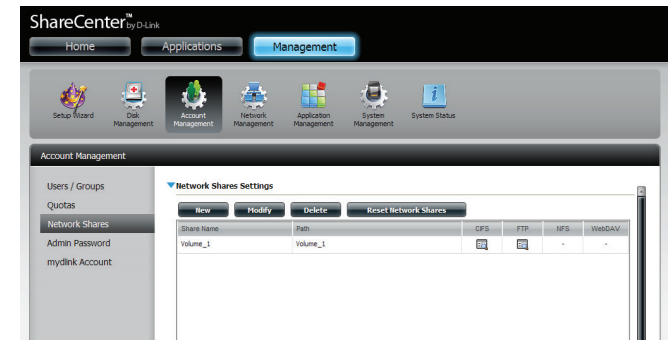 ShareCenter™ by D-Link
Home Applications Management
Setup Wizard Disk Management Account Management Network Management Application Management System Management System Status
Account Management
Users / Groups
Quotas
Network Shares
Admin Password
mydlink Account
Network Shares Settings
New Modify Delete Reset Network Shares
Share Name Path CIFS FTP NFS WebDAV
Volume_1 Volume_1 - -